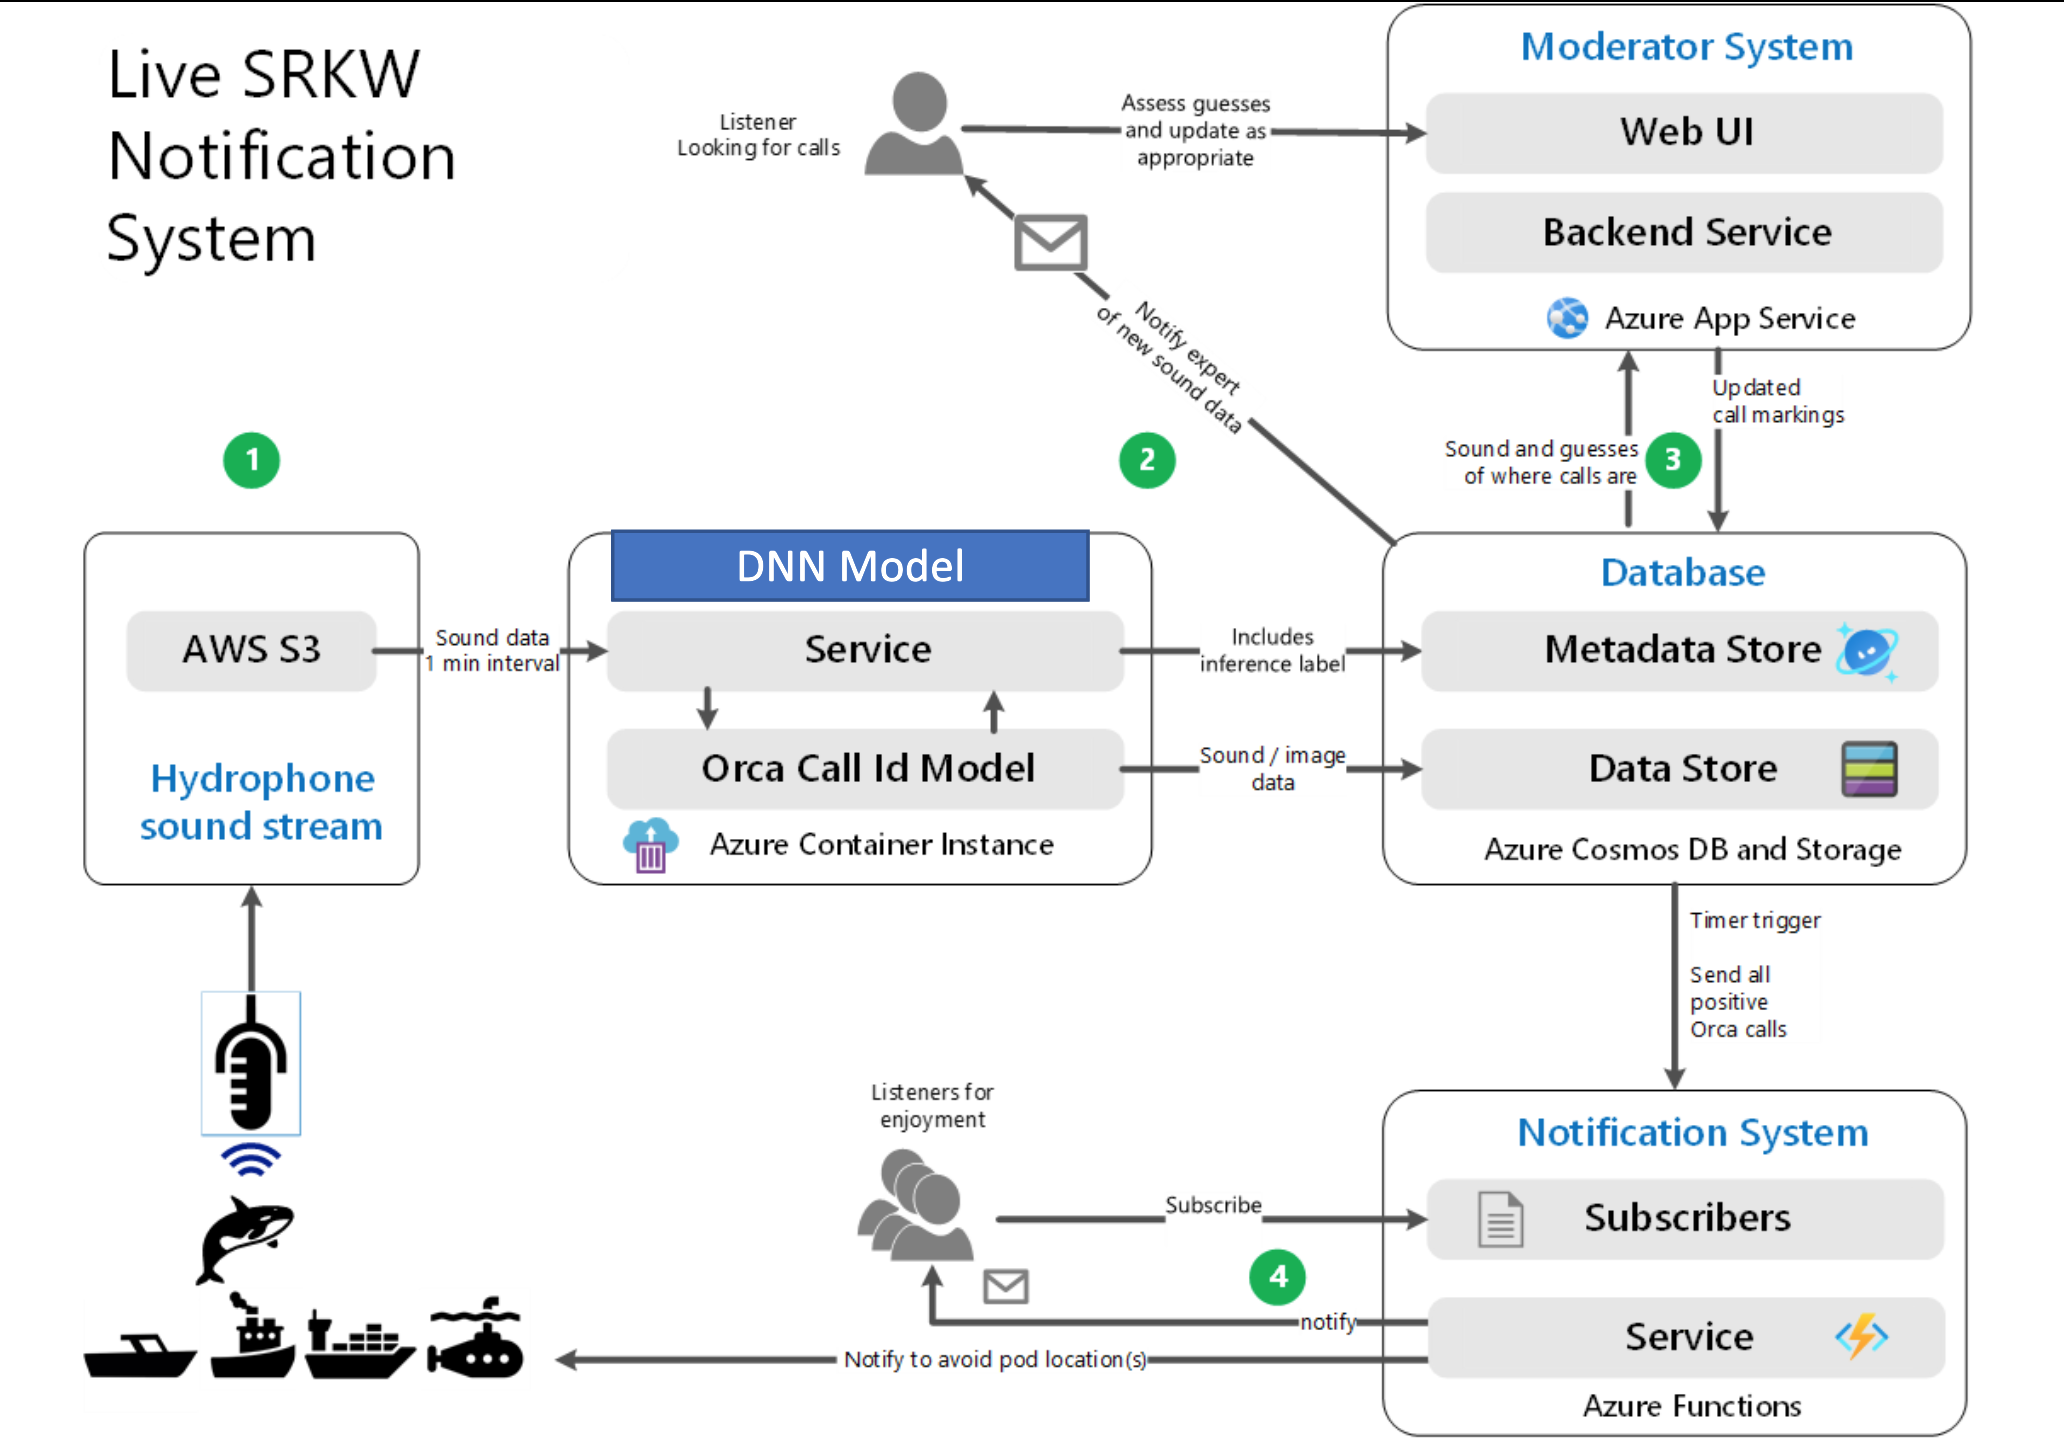 Live SRKW
Notification
System
Listener
Looking for calls
Assess guesses
and update as
appropriate
Moderator System
Web UI
Backend Service
Azure App Service
Notify expert
of new sound data
Updated
call markings
Sound and guesses
of where calls are
1
2
3
AWS S3
Hydrophone
sound stream
Sound data
1 min interval
DNN Model
Service
Orca Call Id Model
Azure Container Instance
Includes
inference label
Sound / image
data
Database
Metadata Store
Data Store
Azure Cosmos DB and Storage
Timer trigger
Send all
positive
Orca calls
Listeners for
enjoyment
Subscribe
4
notify
Notify to avoid pod location(s)
Notification System
Subscribers
Service
Azure Functions